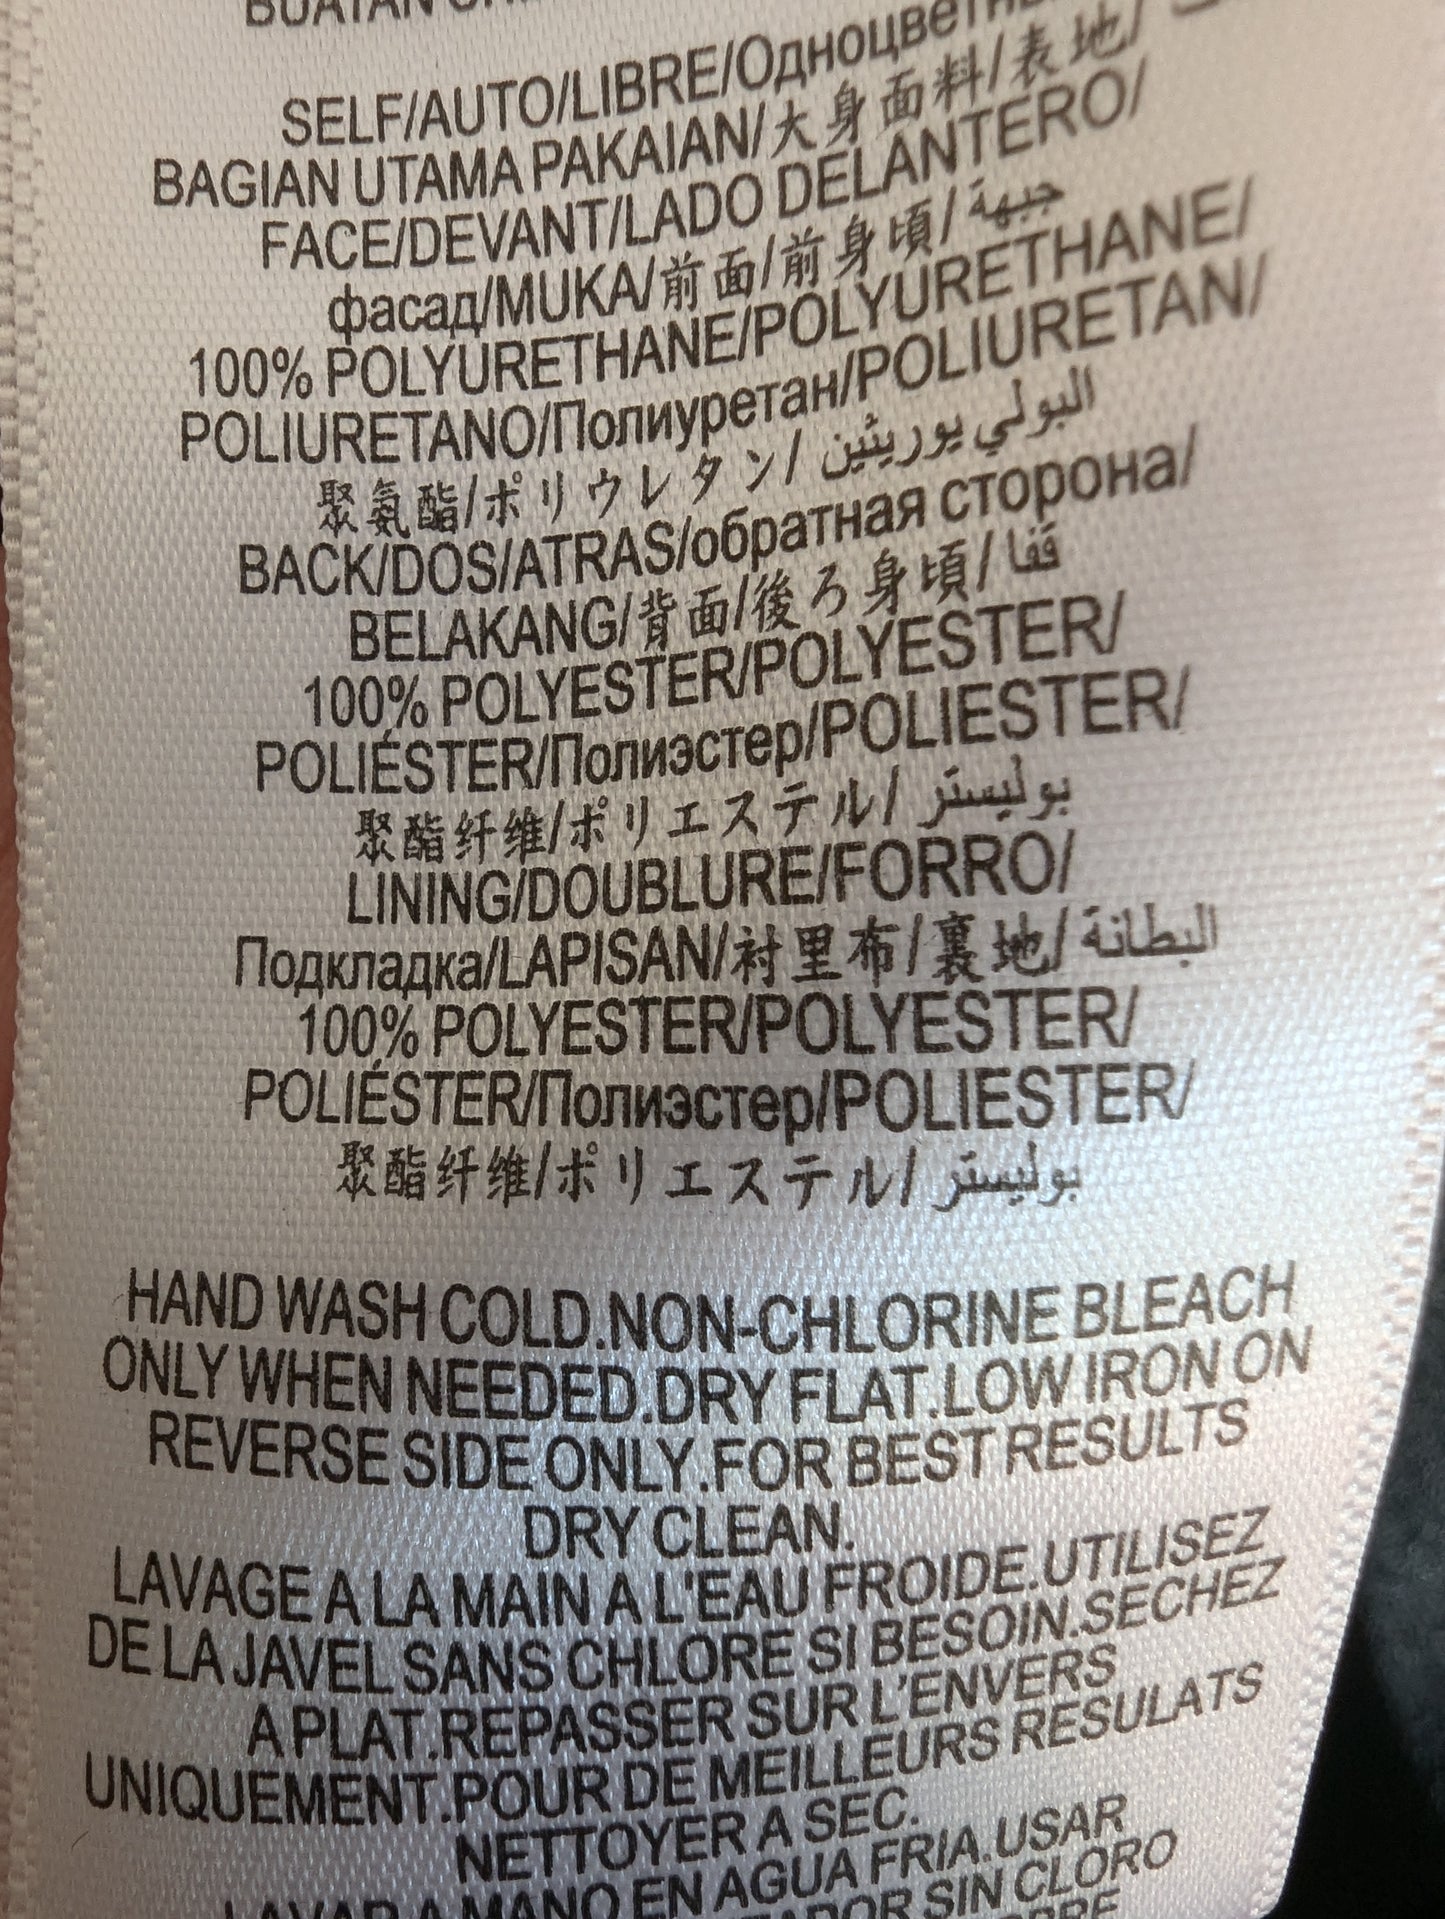 BUATAN
SELF/AUTO/LIBRE/Одноцветн
BAGIAN UTAMA PAKAIAN/大身面料/表地/
FACE/DEVANT/LADO DELANTERO/
фасад/MUKA/前面/前身頃/ جبهة
100% POLYURETHANE/POLYURETHANE/
POLIURETANO/Полиуретан/POLIURETAN/
聚氨酯/ポリウレタン/ البولي يوريثين
BACK/DOS/ATRAS/обратная сторона/
BELAKANG/背面/後ろ身頃/ قفا
100% POLYESTER/POLYESTER/
POLIÉSTER/Полиэстер/POLIESTER/
聚酯纤维/ポリエステル/ بوليستر
LINING/DOUBLURE/FORRO/
Подкладка/LAPISAN/衬里布/裏地/ البطانة
100% POLYESTER/POLYESTER/
POLIÉSTER/Полиэстер/POLIESTER/
聚酯纤维/ポリエステル/ بوليستر
HAND WASH COLD.NON-CHLORINE BLEACH
ONLY WHEN NEEDED.DRY FLAT.LOW IRON ON
REVERSE SIDE ONLY.FOR BEST RESULTS
DRY CLEAN.
LAVAGE A LA MAIN A L'EAU FROIDE.UTILISEZ
DE LA JAVEL SANS CHLORE SI BESOIN.SECHEZ
A PLAT.REPASSER SUR L'ENVERS
UNIQUEMENT.POUR DE MEILLEURS RESULATS
NETTOYER A SEC.
LAVAR A MANO EN AGUA FRIA.USAR
SIN CLORO